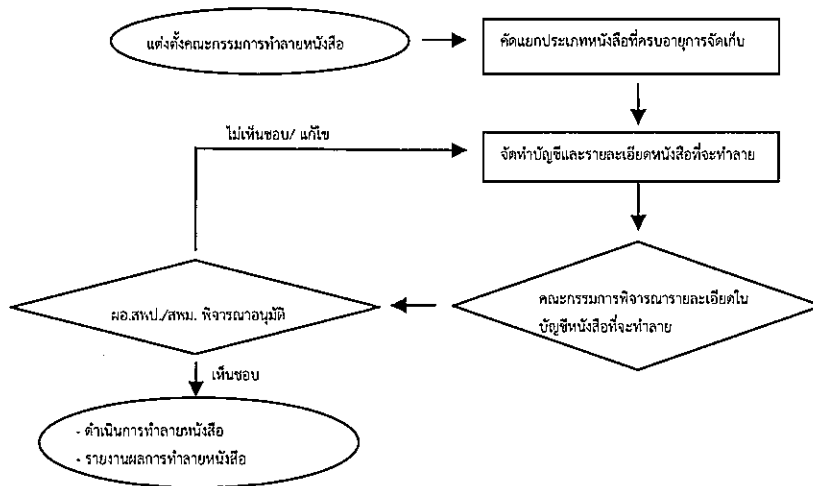 แต่งตั้งคณะกรรมการทำลายหนังสือ
คัดแยกประเภทหนังสือที่ครบอายุการจัดเก็บ
ไม่เห็นชอบ/ แก้ไข
จัดทำบัญชีและรายละเอียดหนังสือที่จะทำลาย
คณะกรรมการพิจารณารายละเอียดใน
บัญชีหนังสือที่จะทำลาย
ผอ.สพป./สพม. พิจารณาอนุมัติ
เห็นชอบ
- ดำเนินการทำลายหนังสือ
- รายงานผลการทำลายหนังสือ